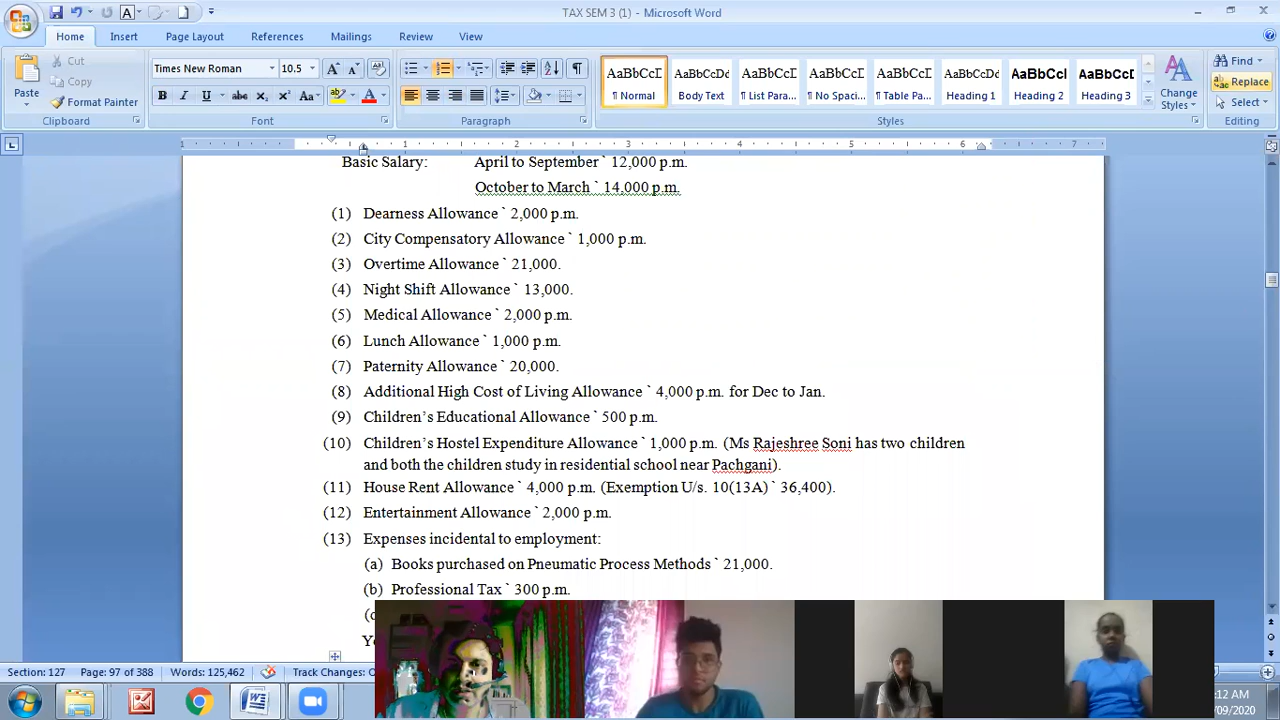 TAX SEM 3 (1) - Microsoft Word
Home Insert Page Layout References Mailings Review View
Paste
Cut
Copy
Format Painter
Clipboard
Times New Roman 10.5
Font
Paragraph
AaBbCcI AaBbCcDd AaBbCcDd AaBbCcDd AaBbCcDd AaBbCcDd AaBbCcI AaBbCcI
¶ Normal Body Text ¶ List Para... ¶ No Spaci... ¶ Table Pa... Heading 1 Heading 2 Heading 3
Styles
Change Styles
Find
Replace
Select
Editing
Basic Salary: April to September ` 12,000 p.m.
October to March ` 14,000 p.m.
(1) Dearness Allowance ` 2,000 p.m.
(2) City Compensatory Allowance ` 1,000 p.m.
(3) Overtime Allowance ` 21,000.
(4) Night Shift Allowance ` 13,000.
(5) Medical Allowance ` 2,000 p.m.
(6) Lunch Allowance ` 1,000 p.m.
(7) Paternity Allowance ` 20,000.
(8) Additional High Cost of Living Allowance ` 4,000 p.m. for Dec to Jan.
(9) Children’s Educational Allowance ` 500 p.m.
(10) Children’s Hostel Expenditure Allowance ` 1,000 p.m. (Ms Rajeshree Soni has two children
and both the children study in residential school near Pachgani).
(11) House Rent Allowance ` 4,000 p.m. (Exemption U/s. 10(13A) ` 36,400).
(12) Entertainment Allowance ` 2,000 p.m.
(13) Expenses incidental to employment:
(a) Books purchased on Pneumatic Process Methods ` 21,000.
(b) Professional Tax ` 300 p.m.
Section: 127 Page: 97 of 388 Words: 125,462 Track Changes: